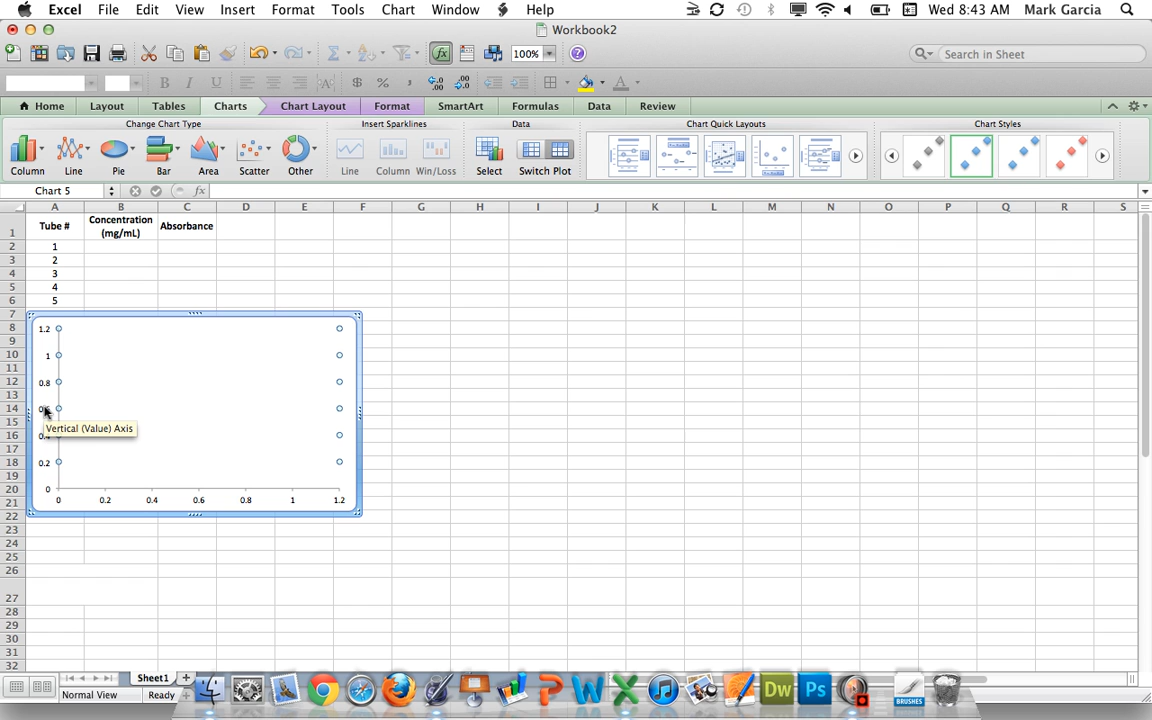 Excel File Edit View Insert Format Tools Chart Window Help Wed 8:43 AM Mark Garcia
Workbook2
100% Search in Sheet
Home Layout Tables Charts Chart Layout Format SmartArt Formulas Data Review
Change Chart Type Insert Sparklines Data Chart Quick Layouts Chart Styles
Column Line Pie Bar Area Scatter Other Line Column Win/Loss Select Switch Plot
Chart 5 fx
A B C D E F G H I J K L M N O P Q R S
1 Tube # Concentration (mg/mL) Absorbance
2 1
3 2
4 3
5 4
6 5
7
8 1.2
9
10 1
11
12 0.8
13
14
15 Vertical (Value) Axis
16
17
18 0.2
19
20 0
21 0 0.2 0.4 0.6 0.8 1 1.2
22
23
24
25
26
27
28
29
30
31
32
Sheet1
Normal View Ready
Dw Ps BRUSHES